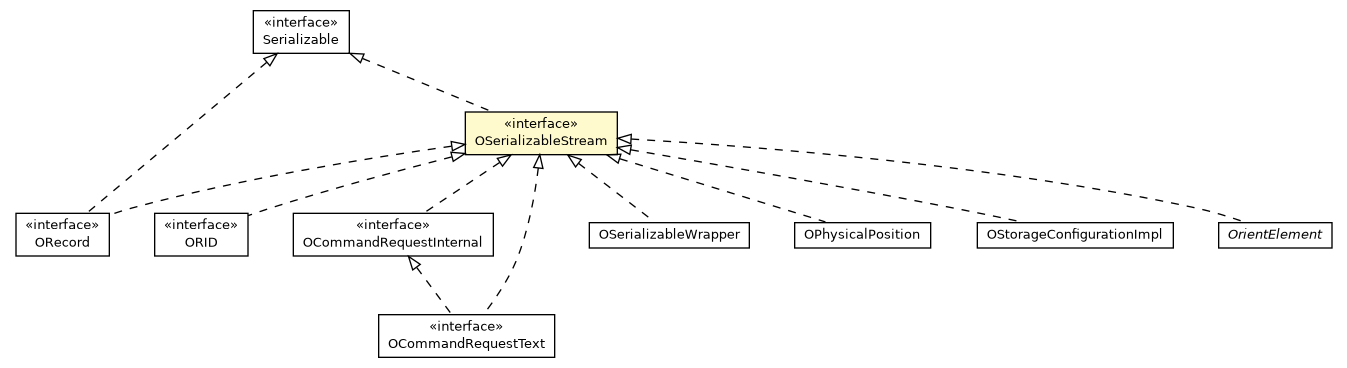 «interface»
Serializable
«interface»
OSerializableStream
«interface»
ORecord
«interface»
ORID
«interface»
OCommandRequestInternal
OSerializableWrapper
OPhysicalPosition
OStorageConfigurationImpl
OrientElement
«interface»
OCommandRequestText